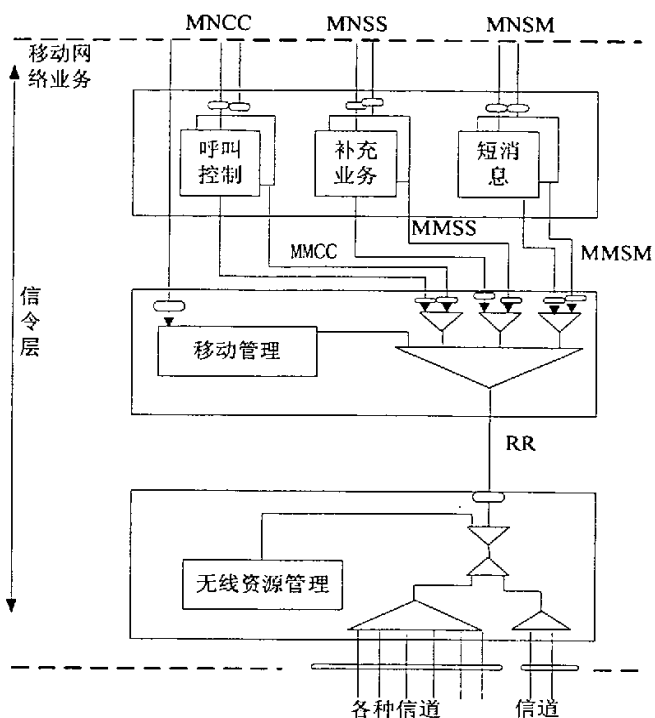 MNCC
MNSS
MNSM
移动网
络业务
呼叫
控制
补充
业务
短消
息
MMCC
MMSS
MMSM
信
令
层
移动管理
RR
无线资源管理
各种信道
信道